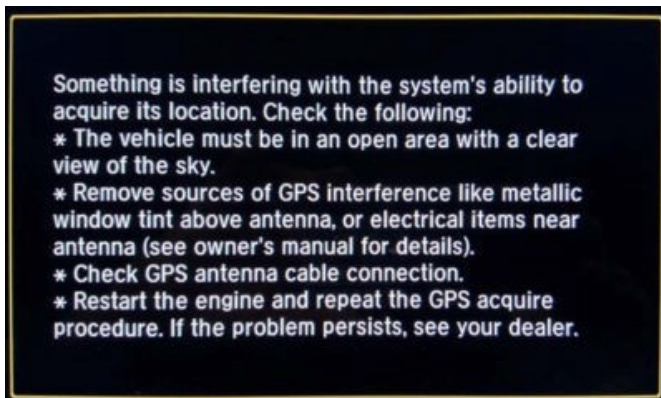 Something is interfering with the system's ability to
acquire its location. Check the following:
* The vehicle must be in an open area with a clear
view of the sky.
* Remove sources of GPS interference like metallic
window tint above antenna, or electrical items near
antenna (see owner's manual for details).
* Check GPS antenna cable connection.
* Restart the engine and repeat the GPS acquire
procedure. If the problem persists, see your dealer.